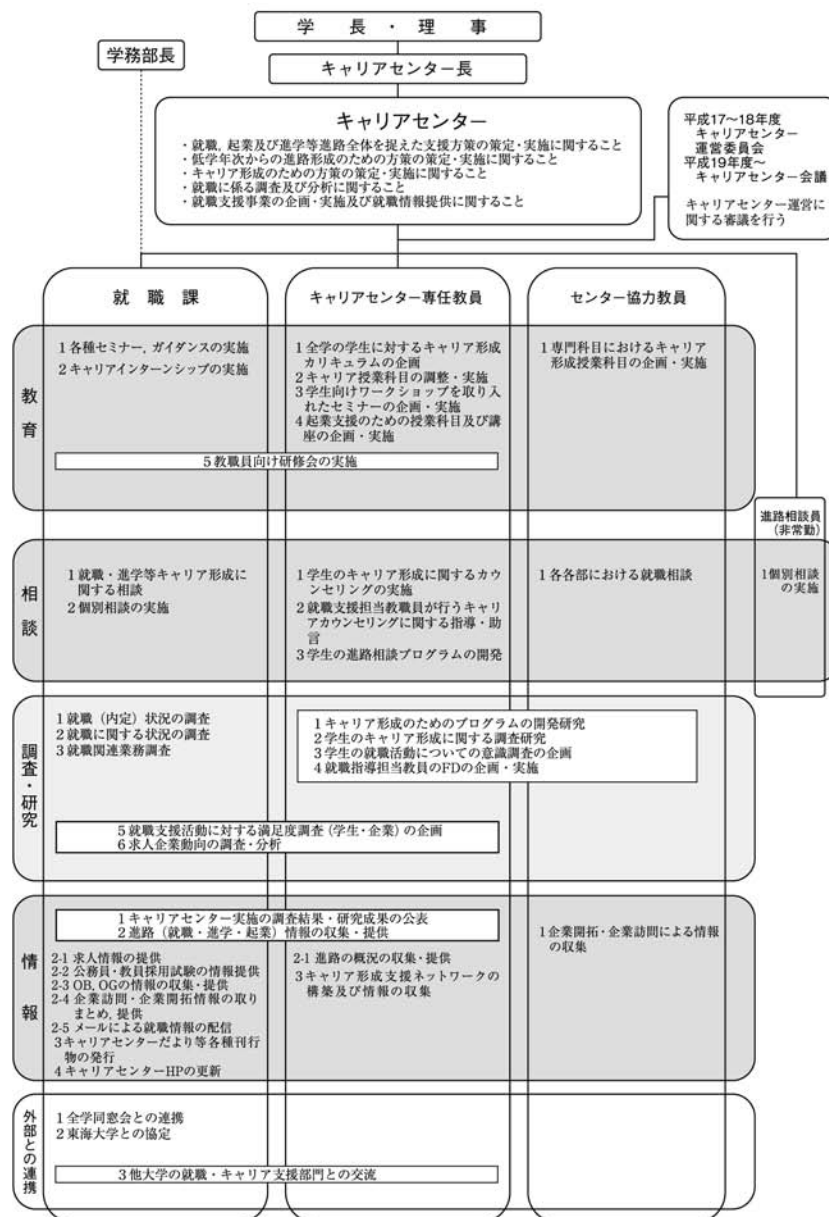 学長・理事
学務部長
キャリアセンター長
キャリアセンター
・就職，起業及び進学等進路全体を捉えた支援方策の策定・実施に関すること
・低学年次からの進路形成のための方策の策定・実施に関すること
・キャリア形成のための方策の策定・実施に関すること
・就職に係る調査及び分析に関すること
・就職支援事業の企画・実施及び就職情報提供に関すること
平成17〜18年度
キャリアセンター
運営委員会
平成19年度〜
キャリアセンター会議
キャリアセンター運営に
関する審議を行う
就職課
キャリアセンター専任教員
センター協力教員
教育
1 各種セミナー，ガイダンスの実施
2 キャリアインターンシップの実施
1 全学の学生に対するキャリア形成
カリキュラムの企画
2 キャリア授業科目の調整・実施
3 学生向けワークショップを取り入
れたセミナーの企画・実施
4 起業支援のための授業科目及び講
座の企画・実施
1 専門科目におけるキャリア
形成授業科目の企画・実施
5 教職員向け研修会の実施
進路相談員
(非常勤)
相談
1 就職・進学等キャリア形成に
関する相談
2 個別相談の実施
1 学生のキャリア形成に関するカウ
ンセリングの実施
2 就職支援担当教職員が行うキャリ
アカウンセリングに関する指導・助
言
3 学生の進路相談プログラムの開発
1 各各部における就職相談
1 個別相談
の実施
調査・研究
1 就職（内定）状況の調査
2 就職に関する状況の調査
3 就職関連業務調査
1 キャリア形成のためのプログラムの開発研究
2 学生のキャリア形成に関する調査研究
3 学生の就職活動についての意識調査の企画
4 就職指導担当教員のFDの企画・実施
5 就職支援活動に対する満足度調査(学生・企業)の企画
6 求人企業動向の調査・分析
情報
1 キャリアセンター実施の調査結果・研究成果の公表
2 進路（就職・進学・起業）情報の収集・提供
2-1 求人情報の提供
2-2 公務員・教員採用試験の情報提供
2-3 OB, OGの情報の収集・提供
2-4 企業訪問・企業開拓情報の取り
まとめ, 提供
2-5 メールによる就職情報の配信
3 キャリアセンターだより等各種刊行
物の発行
4 キャリアセンターHPの更新
2-1 進路の概況の収集・提供
3 キャリア形成支援ネットワークの
構築及び情報の収集
1 企業開拓・企業訪問による情報
の収集
外部との連携
1 全学同窓会との連携
2 東海大学との協定
3 他大学の就職・キャリア支援部門との交流